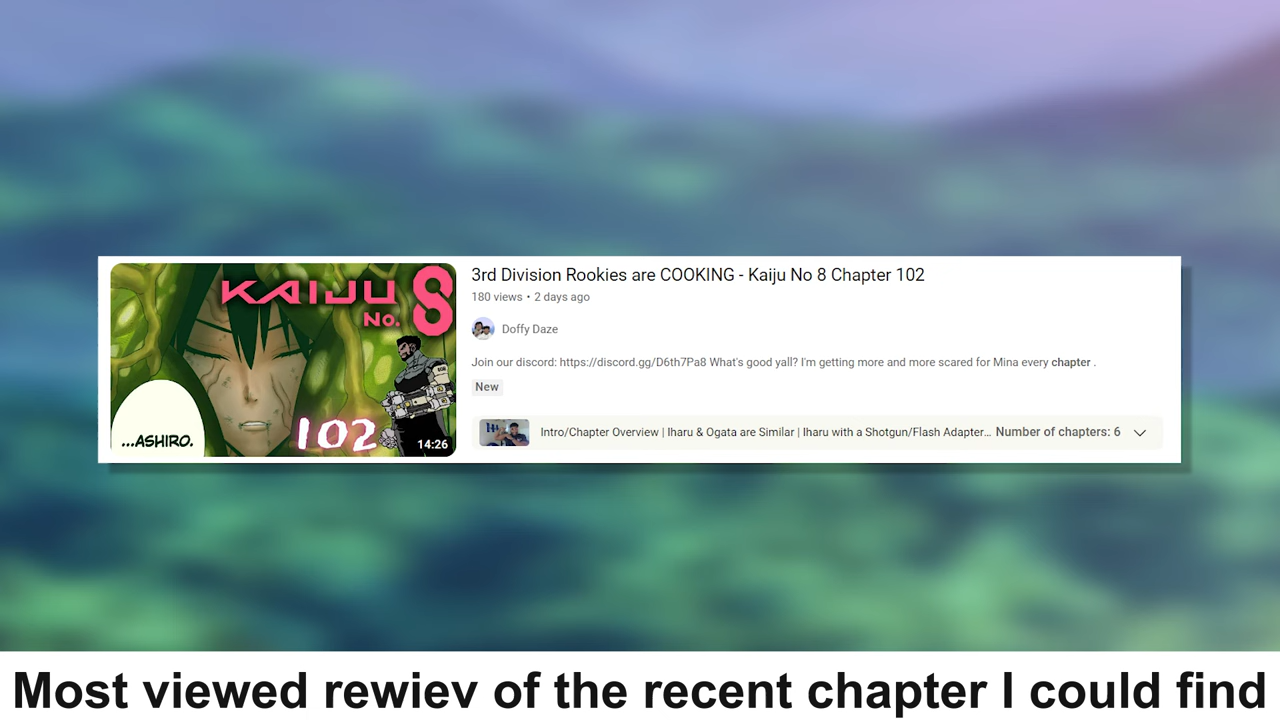 KAIJU
No. 8
...ASHIRO.
102
14:26
3rd Division Rookies are COOKING - Kaiju No 8 Chapter 102
180 views • 2 days ago
Doffy Daze
Join our discord: https://discord.gg/D6th7Pa8 What's good yall? I'm getting more and more scared for Mina every chapter .
New
Intro/Chapter Overview | Iharu & Ogata are Similar | Iharu with a Shotgun/Flash Adapter... Number of chapters: 6
Most viewed rewiev of the recent chapter I could find